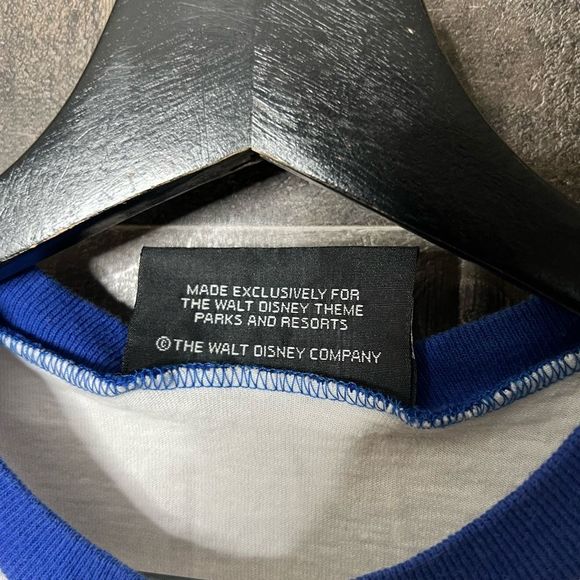 MADE EXCLUSIVELY FOR
THE WALT DISNEY THEME
PARKS AND RESORTS
© THE WALT DISNEY COMPANY